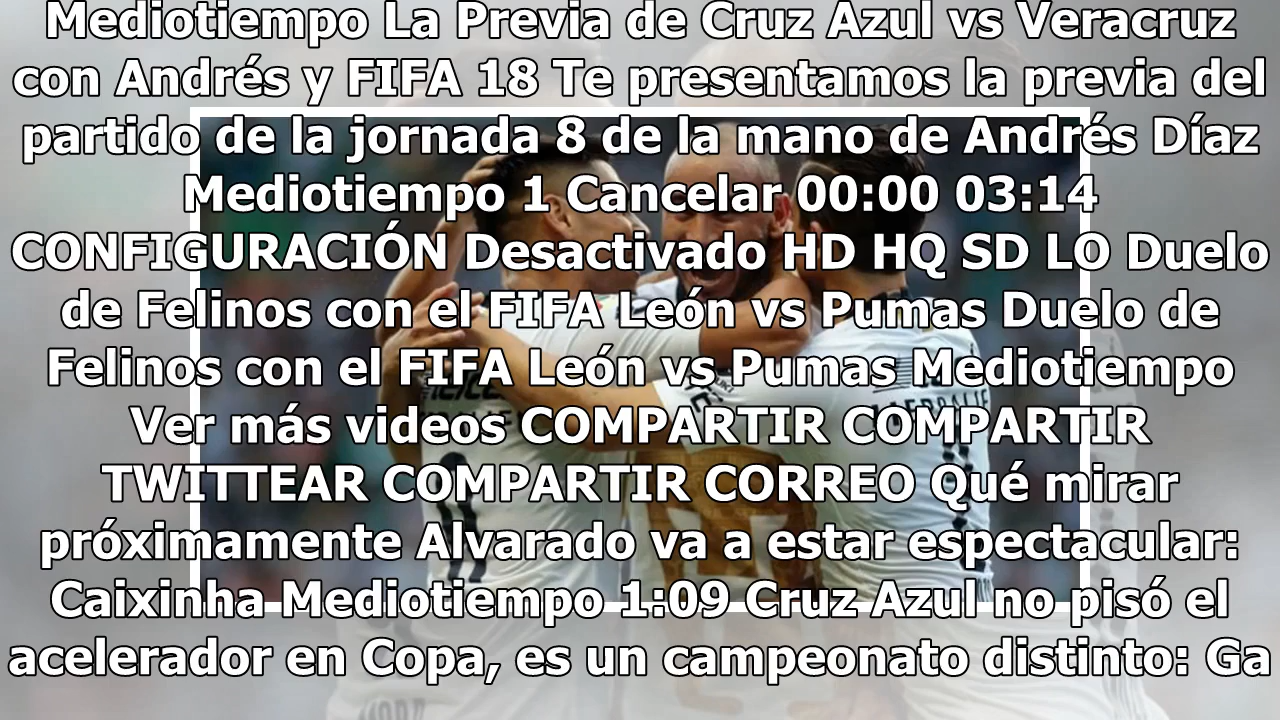 Mediotiempo La Previa de Cruz Azul vs Veracruz
con Andrés y FIFA 18 Te presentamos la previa del
partido de la jornada 8 de la mano de Andrés Díaz
Mediotiempo 1 Cancelar 00:00 03:14
CONFIGURACIÓN Desactivado HD HQ SD LO Duelo
de Felinos con el FIFA León vs Pumas Duelo de
Felinos con el FIFA León vs Pumas Mediotiempo
Ver más videos COMPARTIR COMPARTIR
TWITTEAR COMPARTIR CORREO Qué mirar
próximamente Alvarado va a estar espectacular:
Caixinha Mediotiempo 1:09 Cruz Azul no pisó el
acelerador en Copa, es un campeonato distinto: Ga